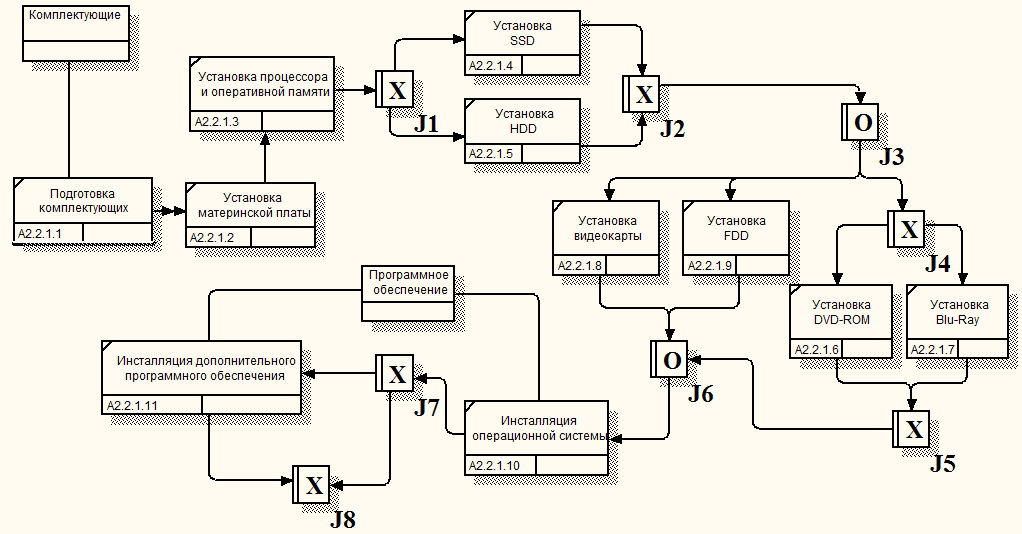 Комплектующие
Подготовка
комплектующих
A2.2.1.1
Установка
материнской платы
A2.2.1.2
Установка процессора
и оперативной памяти
A2.2.1.3
X
J1
Установка
SSD
A2.2.1.4
Установка
HDD
A2.2.1.5
X
J2
O
J3
Установка
видеокарты
A2.2.1.8
Установка
FDD
A2.2.1.9
X
J4
Установка
DVD-ROM
A2.2.1.6
Установка
Blu-Ray
A2.2.1.7
X
J5
O
J6
Программное
обеспечение
Инсталляция
операционной системы
A2.2.1.10
X
J7
Инсталляция дополнительного
программного обеспечения
A2.2.1.11
X
J8